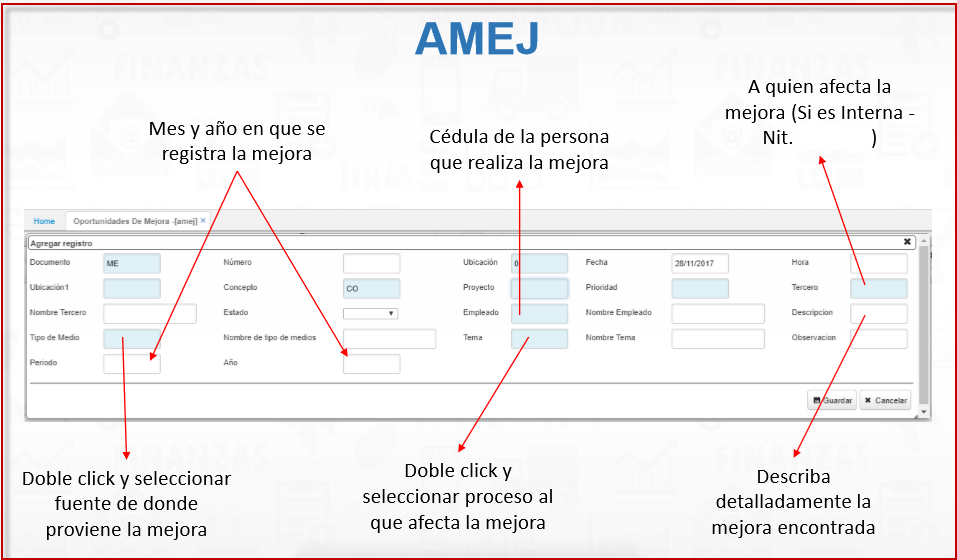 AMEJ
Mes y año en que se
registra la mejora
Cédula de la persona
que realiza la mejora
A quien afecta la
mejora (Si es Interna -
Nit. )
Home Oportunidades De Mejora -[amej] ×
Agregar registro ✖
Documento ME Número Ubicación 0 Fecha 28/11/2017 Hora
Ubicación1 Concepto CO Proyecto Prioridad Tercero
Nombre Tercero Estado Empleado Nombre Empleado Descripcion
Tipo de Medio Nombre de tipo de medios Tema Nombre Tema Observacion
Periodo Año
Guardar ✖ Cancelar
Doble click y seleccionar
fuente de donde
proviene la mejora
Doble click y
seleccionar proceso al
que afecta la mejora
Describa
detalladamente la
mejora encontrada
FINANZAS
HRM
FINANZAS
FINANZAS